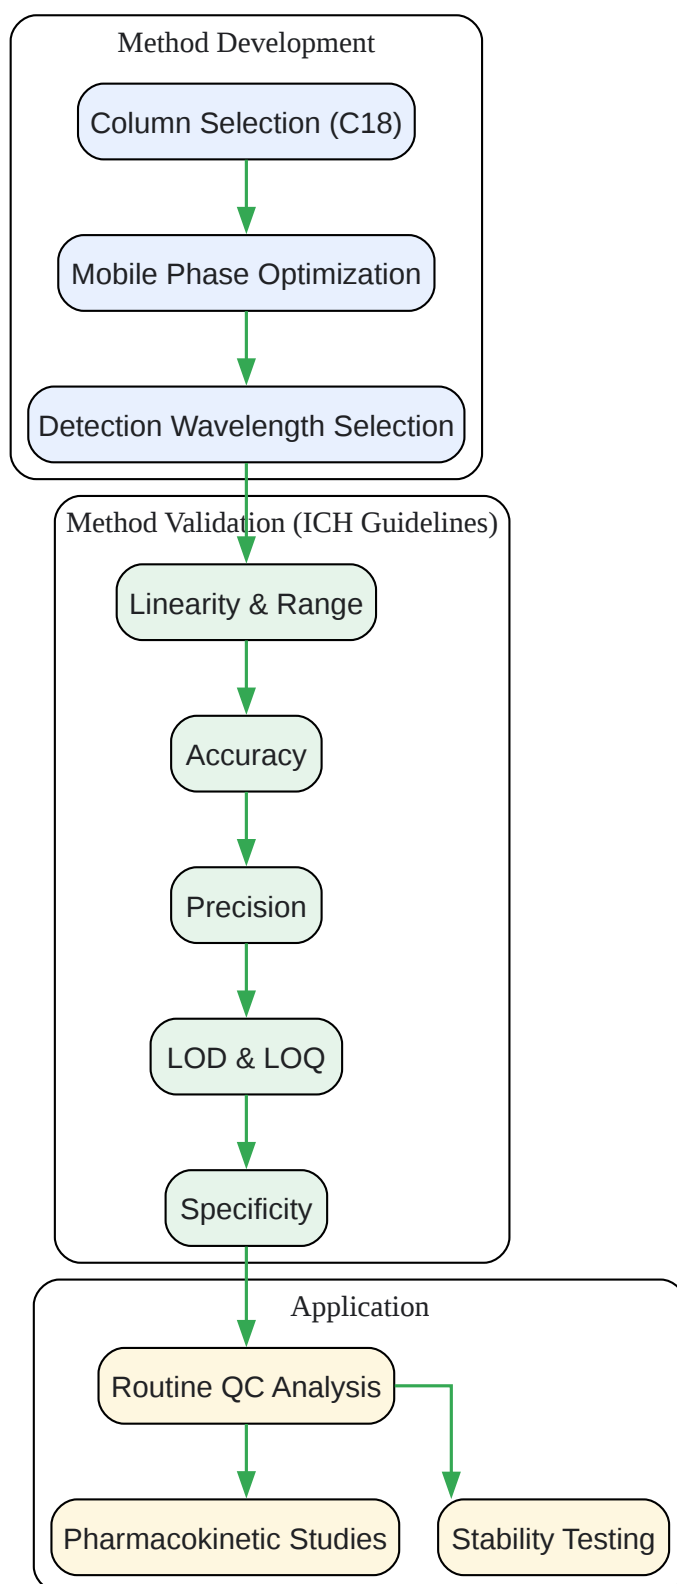 Method Development
Column Selection (C18)
Mobile Phase Optimization
Detection Wavelength Selection
Method Validation (ICH Guidelines)
Linearity & Range
Accuracy
Precision
LOD & LOQ
Specificity
Application
Routine QC Analysis
Pharmacokinetic Studies
Stability Testing